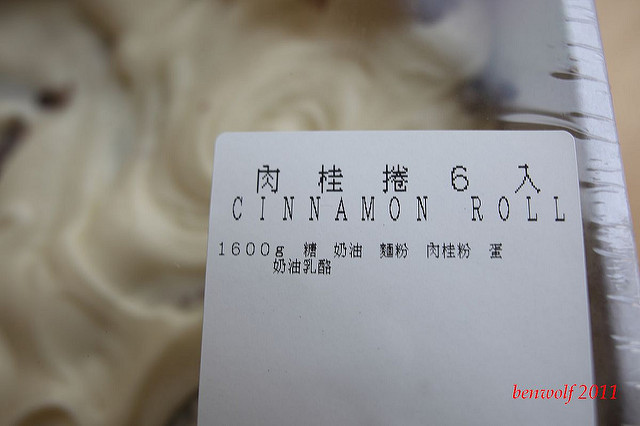 肉桂捲6入
CINNAMON ROLL
1600g 糖 奶油 麵粉 肉桂粉 蛋
奶油乳酪
benwolf 2011